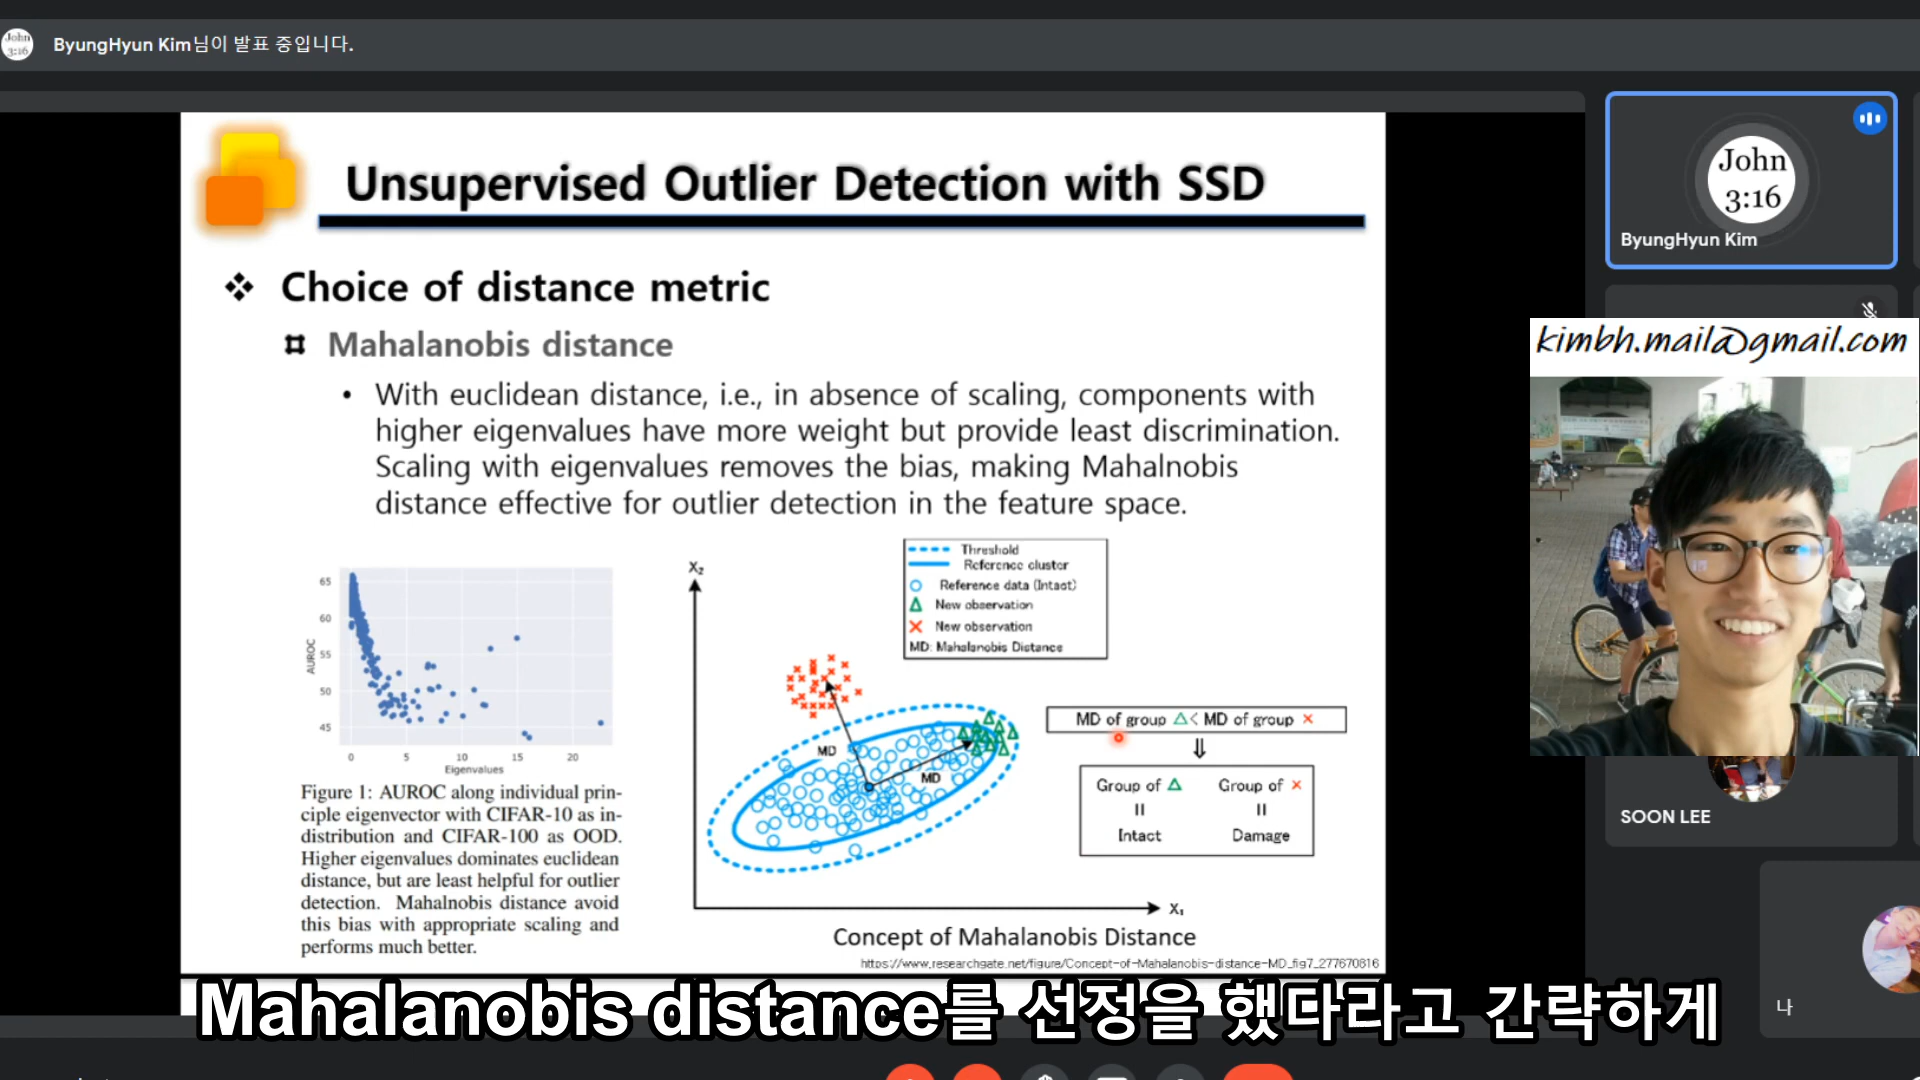 ByungHyun Kim님이 발표 중입니다.
John
3:16
Unsupervised Outlier Detection with SSD
Choice of distance metric
Mahalanobis distance
• With euclidean distance, i.e., in absence of scaling, components with
higher eigenvalues have more weight but provide least discrimination.
Scaling with eigenvalues removes the bias, making Mahalnobis
distance effective for outlier detection in the feature space.
65
60
55
50
45
AUROC
0 5 10 15 20
Eigenvalues
Figure 1: AUROC along individual prin-
ciple eigenvector with CIFAR-10 as in-
distribution and CIFAR-100 as OOD.
Higher eigenvalues dominates euclidean
distance, but are least helpful for outlier
detection. Mahalnobis distance avoid
this bias with appropriate scaling and
performs much better.
X₂
Threshold
Reference cluster
Reference data (Intact)
New observation
New observation
MD: Mahalanobis Distance
MD
MD
MD of group △< MD of group ×
⇓
Group of △ Group of ×
Intact Damage
X₁
Concept of Mahalanobis Distance
https://www.researchgate.net/figure/Concept-of-Mahalanobis-distance-MD_fig7_277670816
Mahalanobis distance를 선정을 했다라고 간략하게
John
3:16
ByungHyun Kim
kimbh.mail@gmail.com
SOON LEE
나